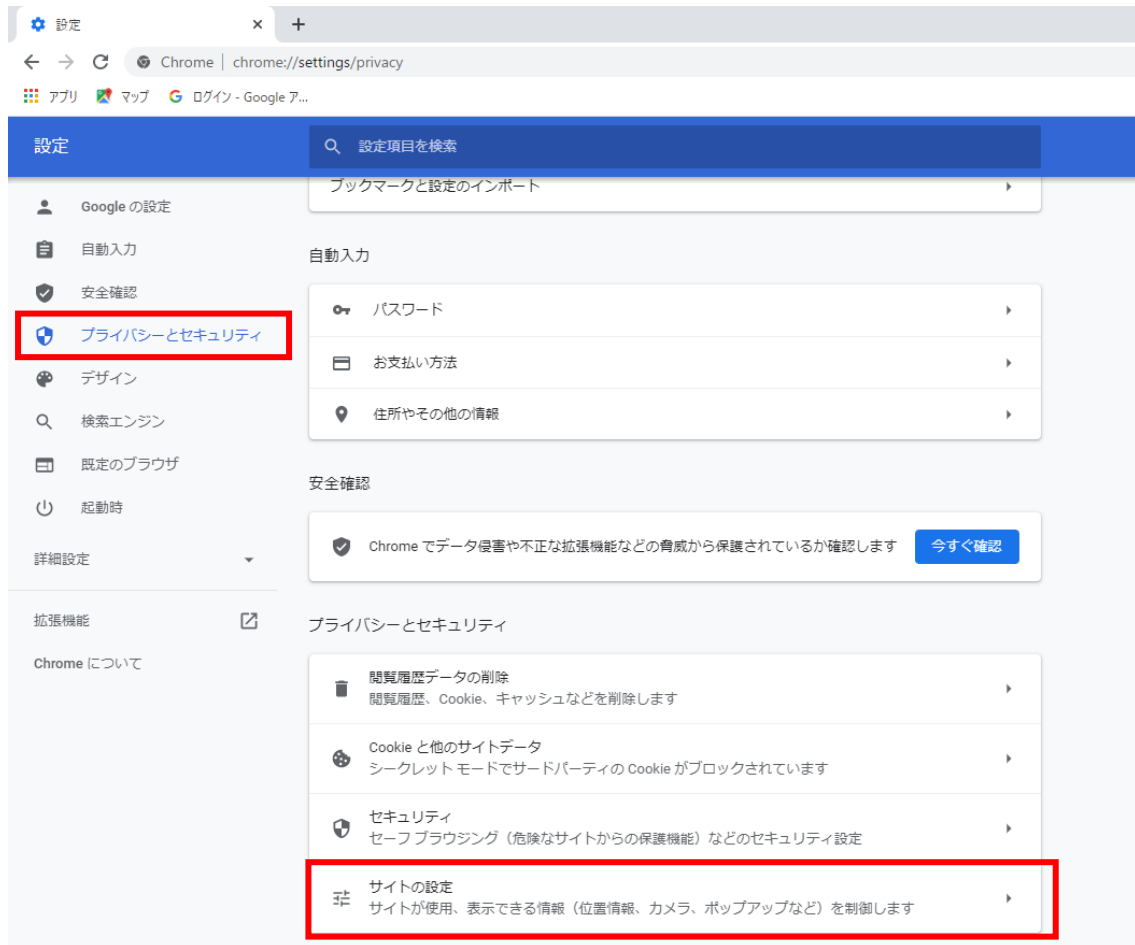 設定
Chrome | chrome://settings/privacy
アプリ マップ ログイン - Google ア...
設定
設定項目を検索
Google の設定
自動入力
安全確認
プライバシーとセキュリティ
デザイン
検索エンジン
既定のブラウザ
起動時
詳細設定
拡張機能
Chrome について
ブックマークと設定のインポート
自動入力
パスワード
お支払い方法
住所やその他の情報
安全確認
Chrome でデータ侵害や不正な拡張機能などの脅威から保護されているか確認します
今すぐ確認
プライバシーとセキュリティ
閲覧履歴データの削除
閲覧履歴、Cookie、キャッシュなどを削除します
Cookie と他のサイトデータ
シークレット モードでサードパーティの Cookie がブロックされています
セキュリティ
セーフ ブラウジング（危険なサイトからの保護機能）などのセキュリティ設定
サイトの設定
サイトが使用、表示できる情報（位置情報、カメラ、ポップアップなど）を制御します